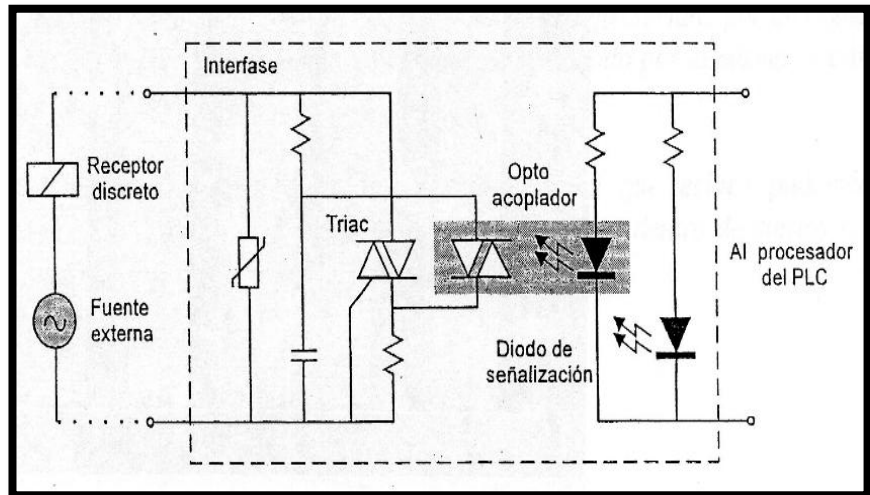 Interfase
Receptor
discreto
Triac
Opto
acoplador
Al procesador
del PLC
Fuente
externa
Diodo de
señalización